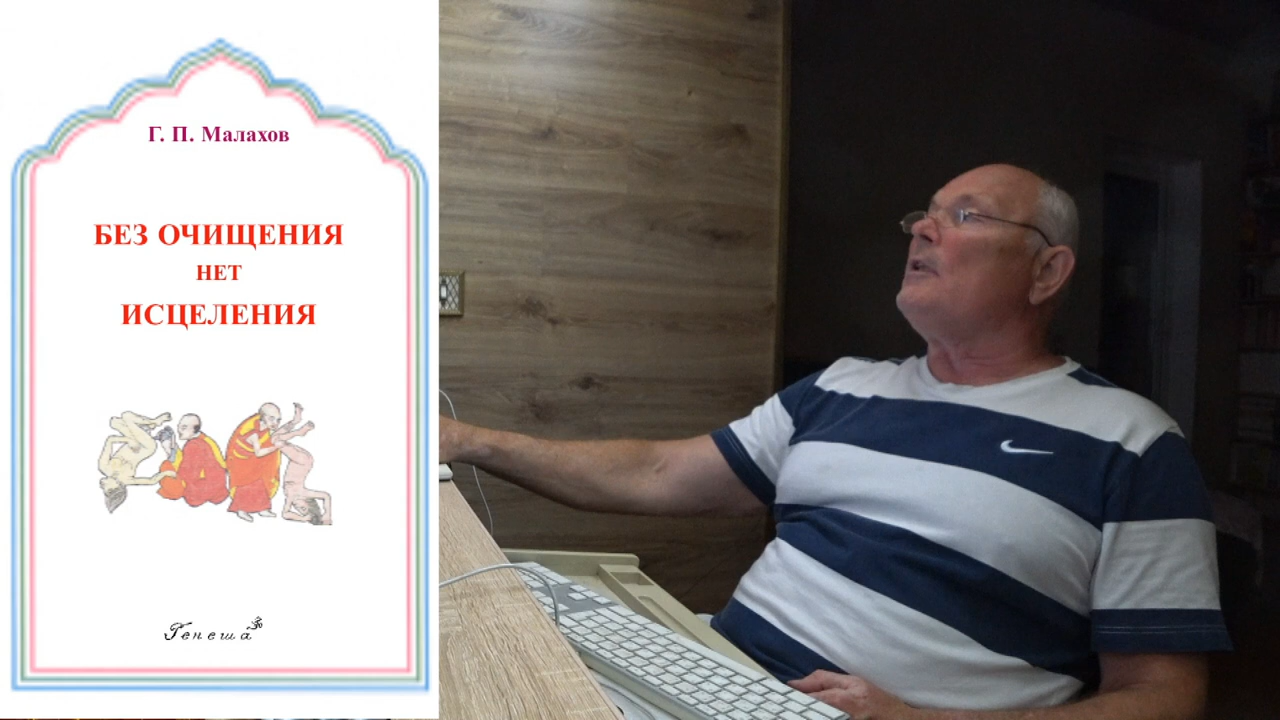 Г. П. Малахов
БЕЗ ОЧИЩЕНИЯ
НЕТ
ИСЦЕЛЕНИЯ
Генеша ॐ